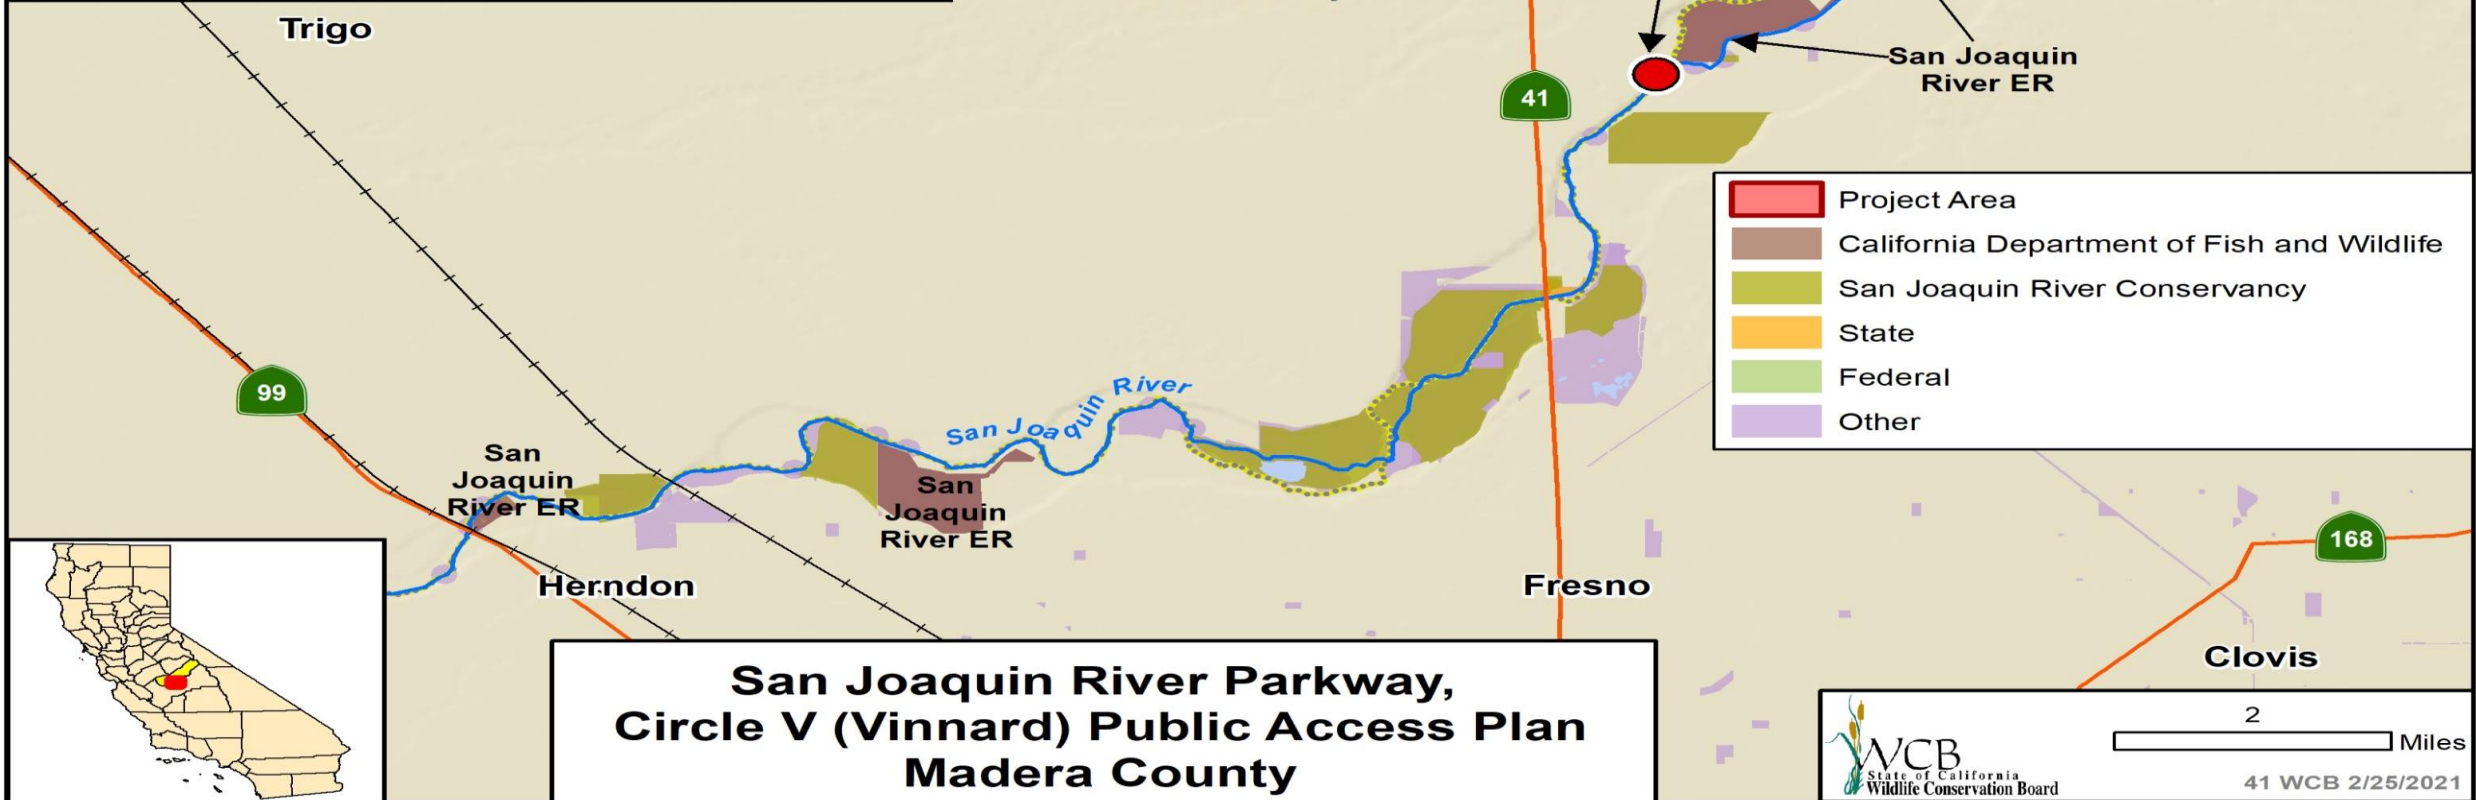 Trigo
San Joaquin
River ER
41
Project Area
California Department of Fish and Wildlife
San Joaquin River Conservancy
State
Federal
Other
99
San Joaquin River
San
Joaquin
River ER
San
Joaquin
River ER
168
Herndon
Fresno
Clovis
San Joaquin River Parkway,
Circle V (Vinnard) Public Access Plan
Madera County
WCB
State of California
Wildlife Conservation Board
2
Miles
41 WCB 2/25/2021